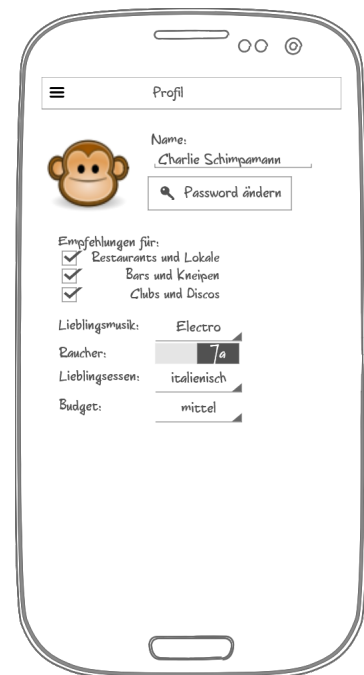 Profil
Name:
Charlie Schimpamann
Password ändern
Empfehlungen für:
Restaurants und Lokale
Bars und Kneipen
Clubs und Discos
Lieblingsmusik: Electro
Raucher: Ja
Lieblingsessen: italienisch
Budget: mittel